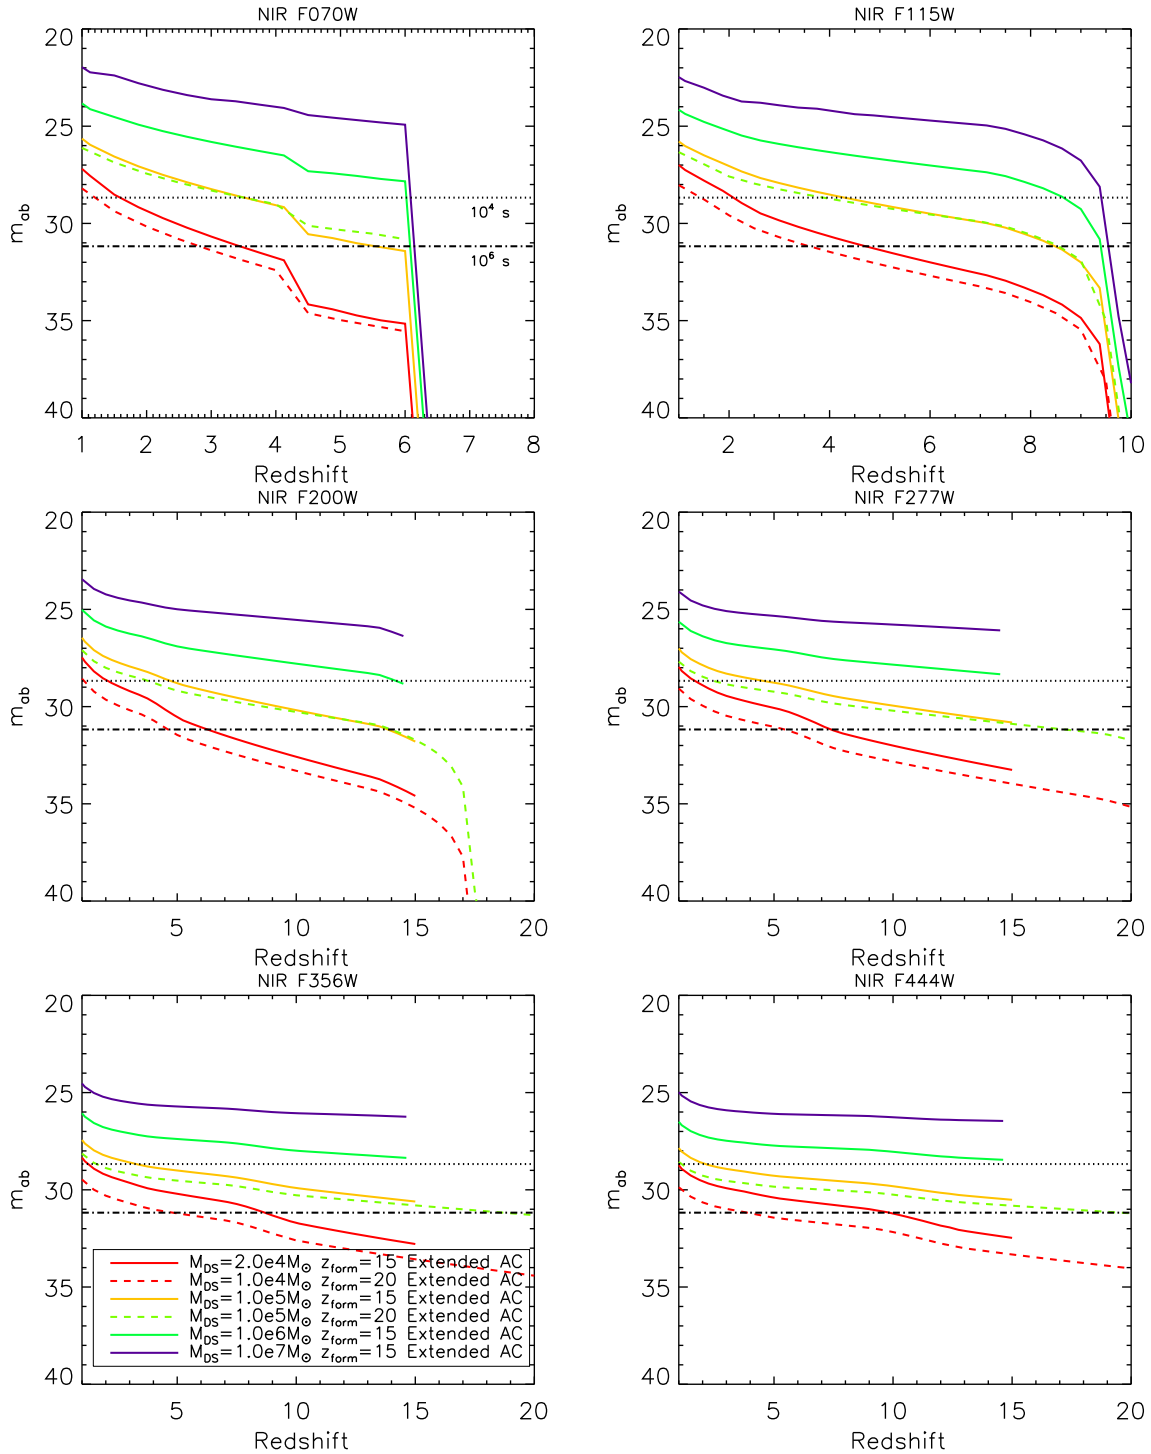 NIR F070W
20
25
30
35
40
m_ab
10⁴ s
10⁶ s
1 2 3 4 5 6 7 8
Redshift
NIR F115W
20
25
30
35
40
m_ab
2 4 6 8 10
Redshift
NIR F200W
20
25
30
35
40
m_ab
5 10 15 20
Redshift
NIR F277W
20
25
30
35
40
m_ab
5 10 15 20
Redshift
NIR F356W
20
25
30
35
40
m_ab
M_DS=2.0e4M_⊙ z_form=15 Extended AC
M_DS=1.0e4M_⊙ z_form=20 Extended AC
M_DS=1.0e5M_⊙ z_form=15 Extended AC
M_DS=1.0e5M_⊙ z_form=20 Extended AC
M_DS=1.0e6M_⊙ z_form=15 Extended AC
M_DS=1.0e7M_⊙ z_form=15 Extended AC
5 10 15 20
Redshift
NIR F444W
20
25
30
35
40
m_ab
5 10 15 20
Redshift